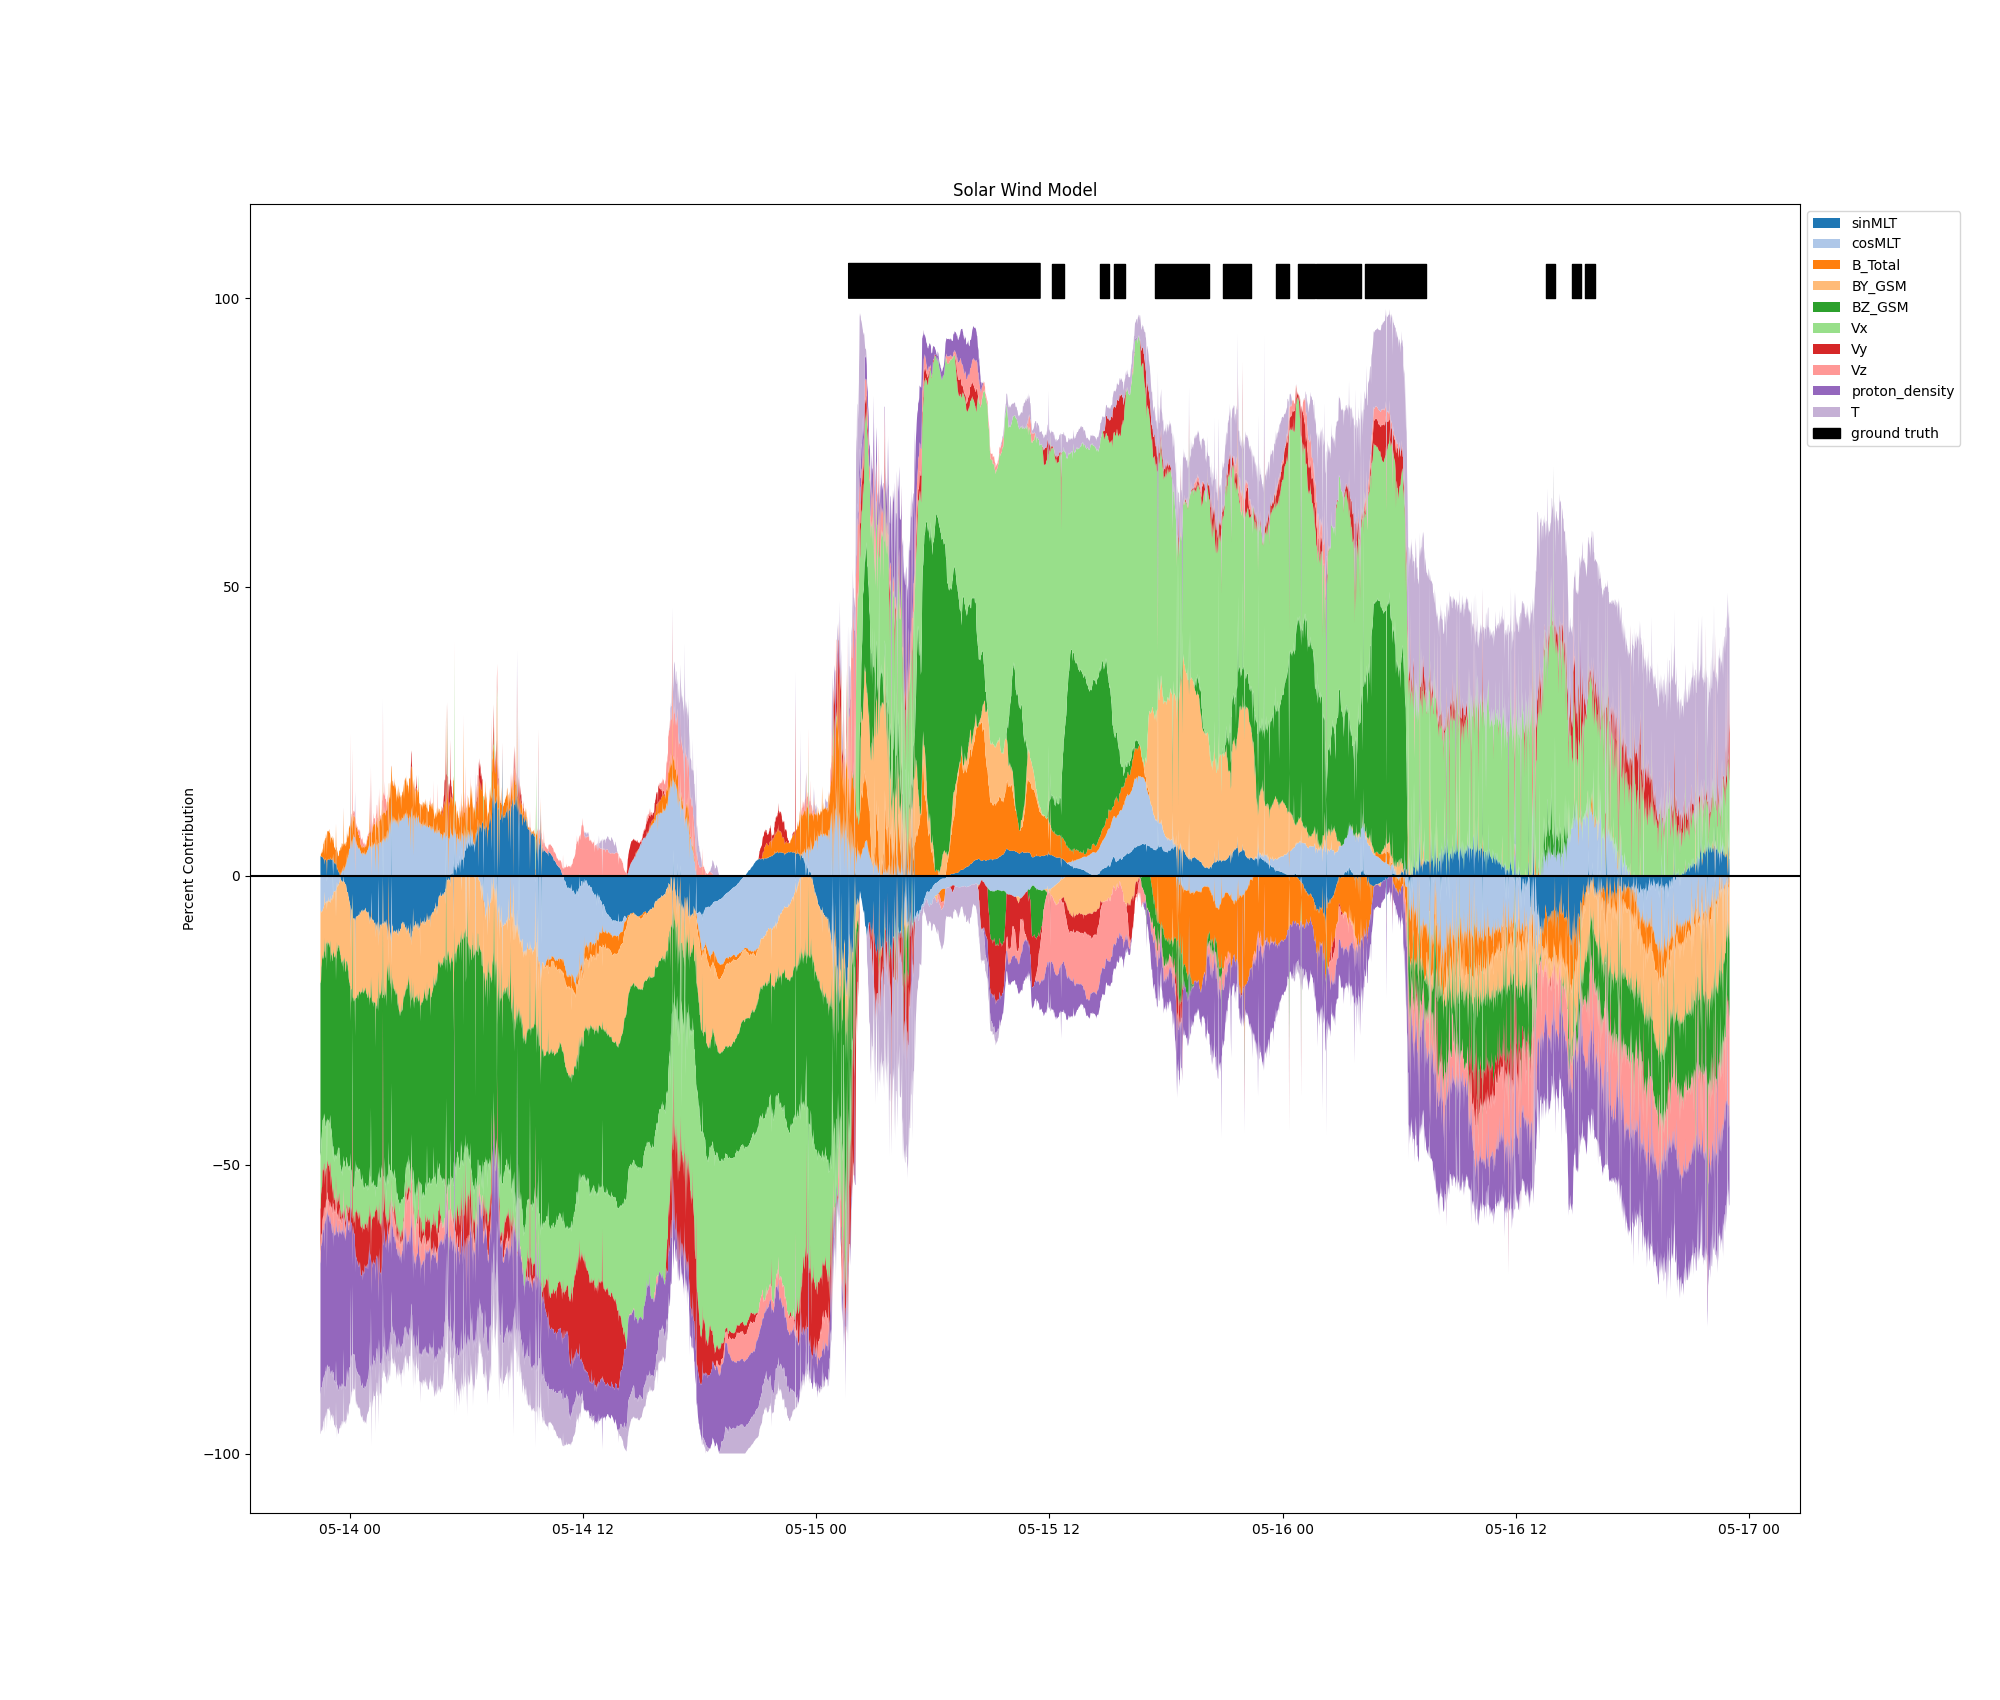 Solar Wind Model
sinMLT
cosMLT
B_Total
BY_GSM
BZ_GSM
Vx
Vy
Vz
proton_density
T
ground truth
Percent Contribution
100
50
0
−50
−100
05-14 00
05-14 12
05-15 00
05-15 12
05-16 00
05-16 12
05-17 00